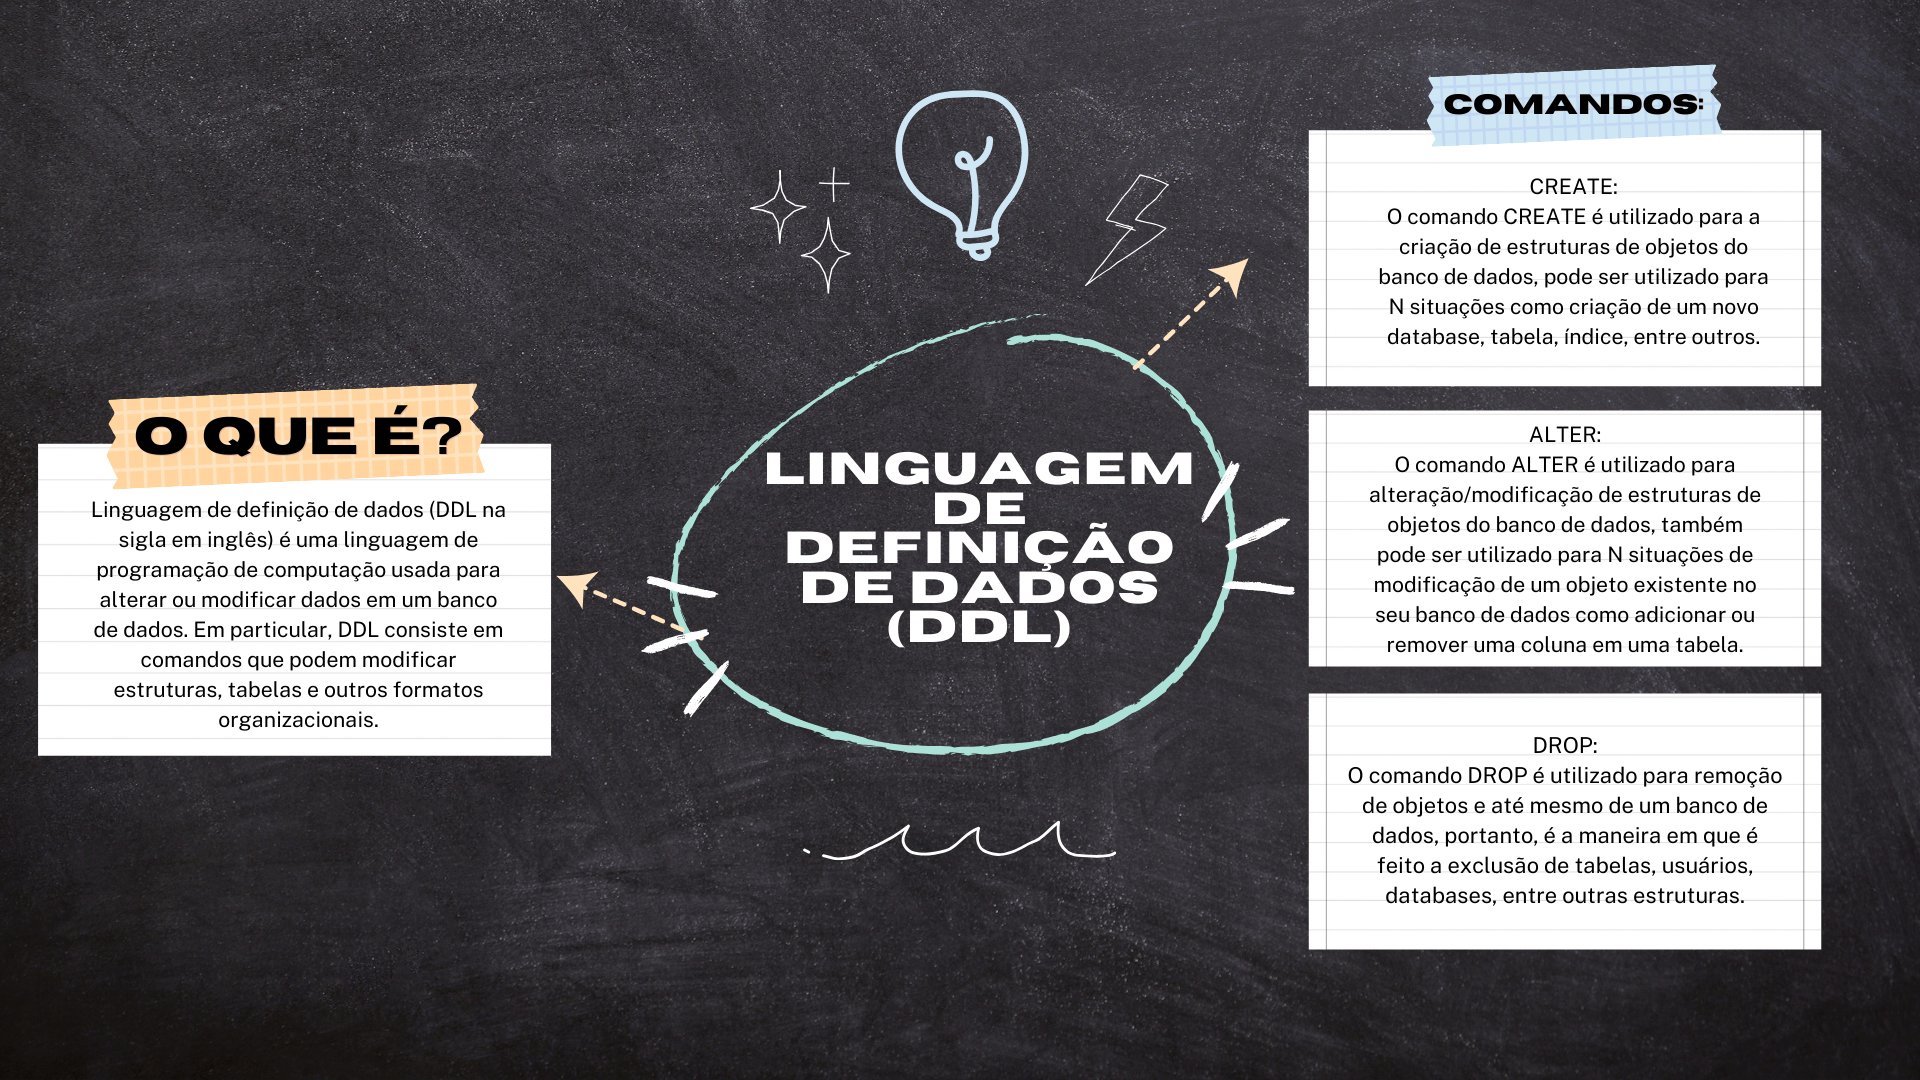 O QUE É?
Linguagem de definição de dados (DDL na
sigla em inglês) é uma linguagem de
programação de computação usada para
alterar ou modificar dados em um banco
de dados. Em particular, DDL consiste em
comandos que podem modificar
estruturas, tabelas e outros formatos
organizacionais.
LINGUAGEM
DE
DEFINIÇÃO
DE DADOS
(DDL)
COMANDOS:
CREATE:
O comando CREATE é utilizado para a
criação de estruturas de objetos do
banco de dados, pode ser utilizado para
N situações como criação de um novo
database, tabela, índice, entre outros.
ALTER:
O comando ALTER é utilizado para
alteração/modificação de estruturas de
objetos do banco de dados, também
pode ser utilizado para N situações de
modificação de um objeto existente no
seu banco de dados como adicionar ou
remover uma coluna em uma tabela.
DROP:
O comando DROP é utilizado para remoção
de objetos e até mesmo de um banco de
dados, portanto, é a maneira em que é
feito a exclusão de tabelas, usuários,
databases, entre outras estruturas.